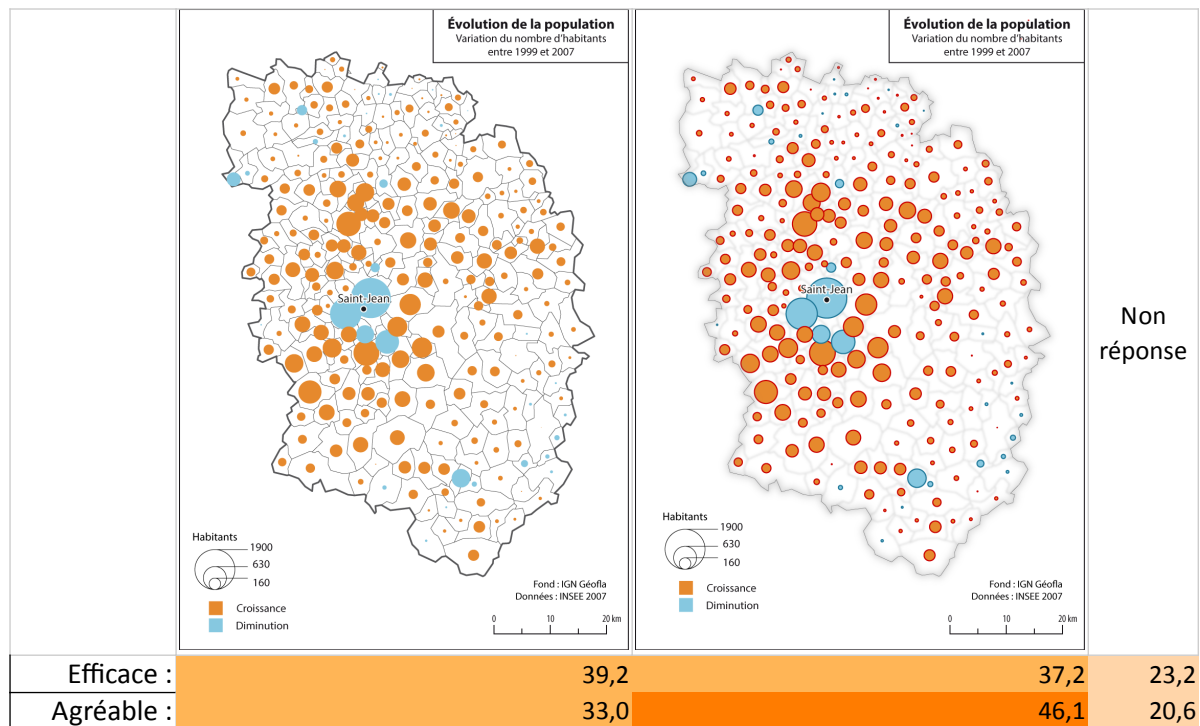 Évolution de la population
Variation du nombre d'habitants
entre 1999 et 2007
Saint-Jean
Habitants
1900
630
160
Croissance
Diminution
Fond : IGN Géofla
Données : INSEE 2007
0 10 20 km
Évolution de la population
Variation du nombre d'habitants
entre 1999 et 2007
Saint-Jean
Habitants
1900
630
160
Croissance
Diminution
Fond : IGN Géofla
Données : INSEE 2007
0 10 20 km
Non
réponse
Efficace : 39,2 37,2 23,2
Agréable : 33,0 46,1 20,6